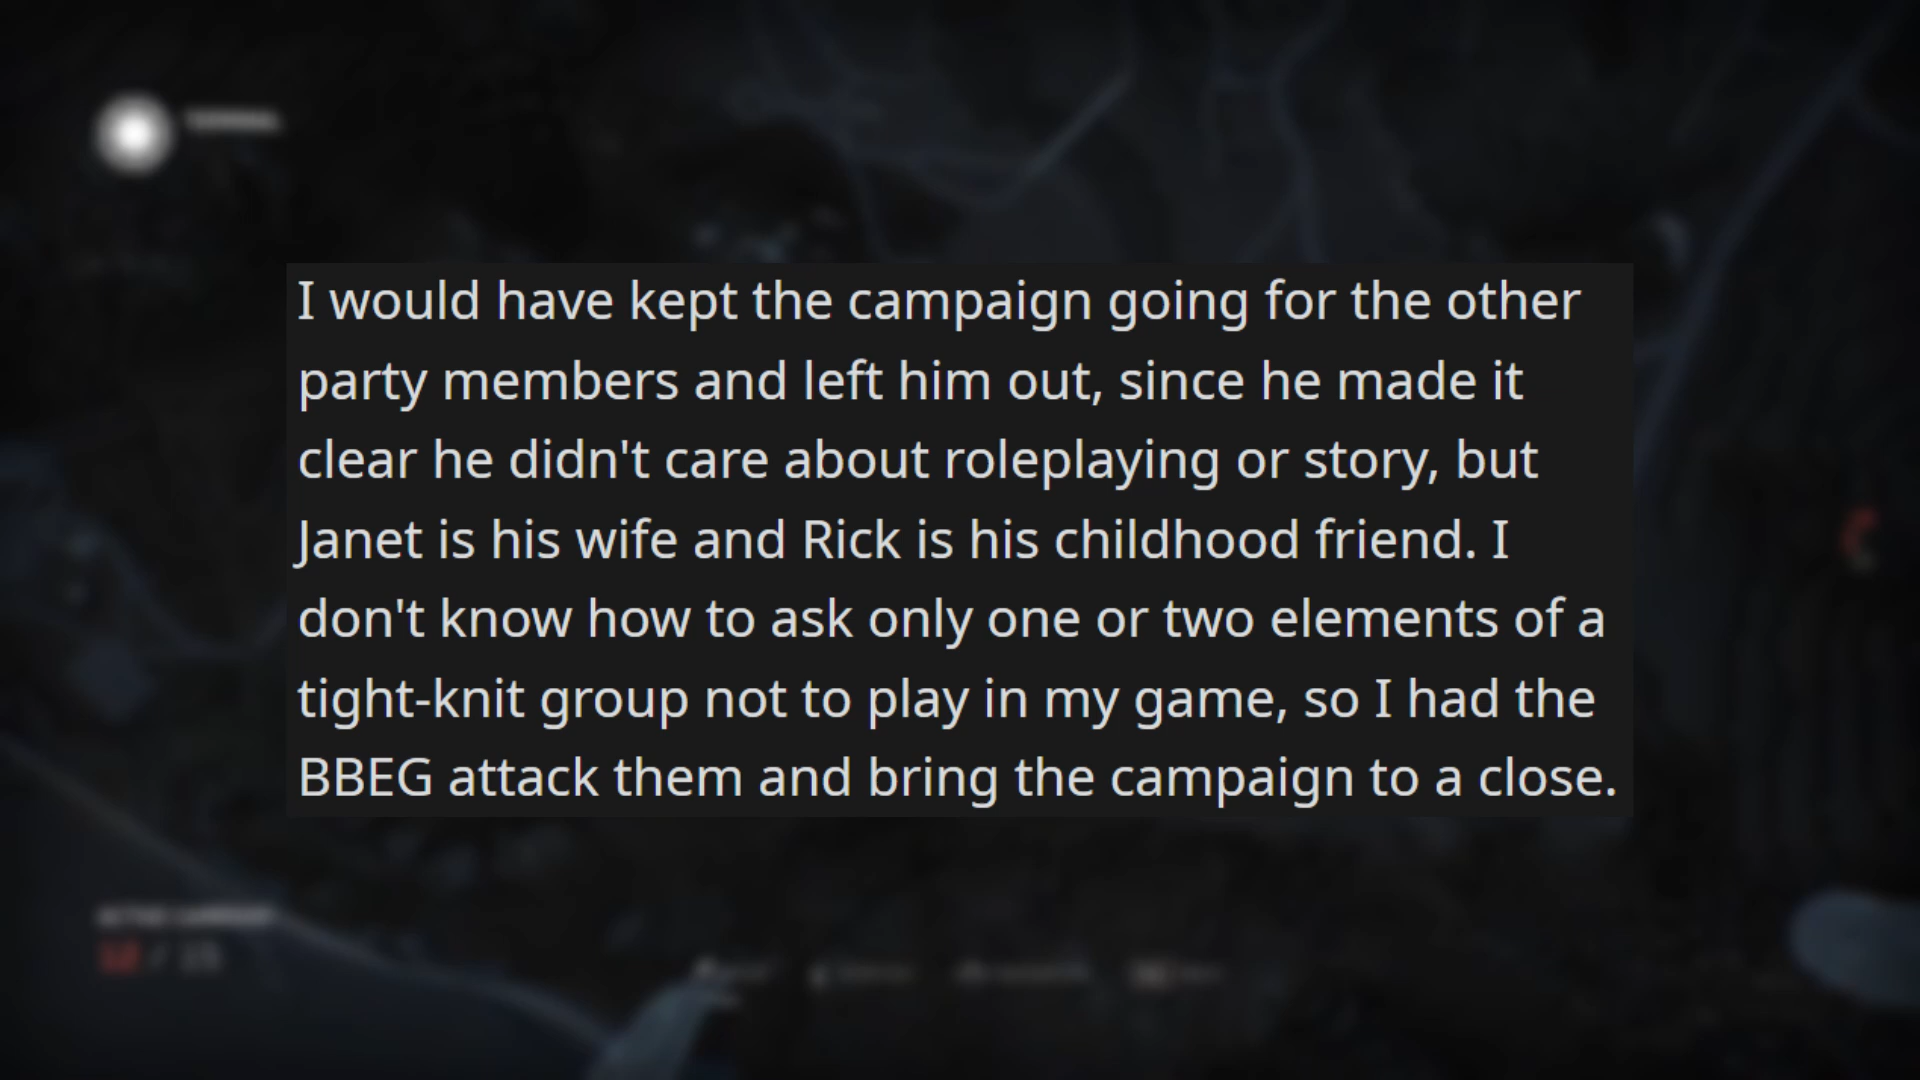 I would have kept the campaign going for the other
party members and left him out, since he made it
clear he didn't care about roleplaying or story, but
Janet is his wife and Rick is his childhood friend. I
don't know how to ask only one or two elements of a
tight-knit group not to play in my game, so I had the
BBEG attack them and bring the campaign to a close.